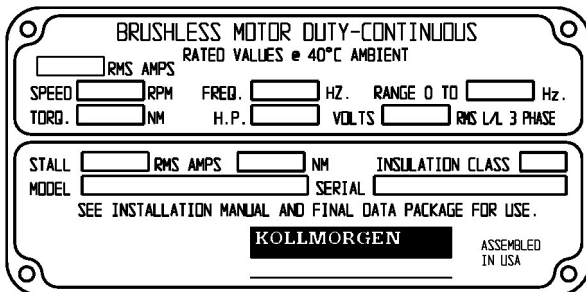 BRUSHLESS MOTOR DUTY-CONTINUOUS
RATED VALUES @ 40°C AMBIENT
RMS AMPS
SPEED RPM FREQ. HZ. RANGE 0 TO Hz.
TORQ. NM H.P. VOLTS RMS L/L 3 PHASE
STALL RMS AMPS NM INSULATION CLASS
MODEL SERIAL
SEE INSTALLATION MANUAL AND FINAL DATA PACKAGE FOR USE.
KOLLMORGEN
ASSEMBLED
IN USA